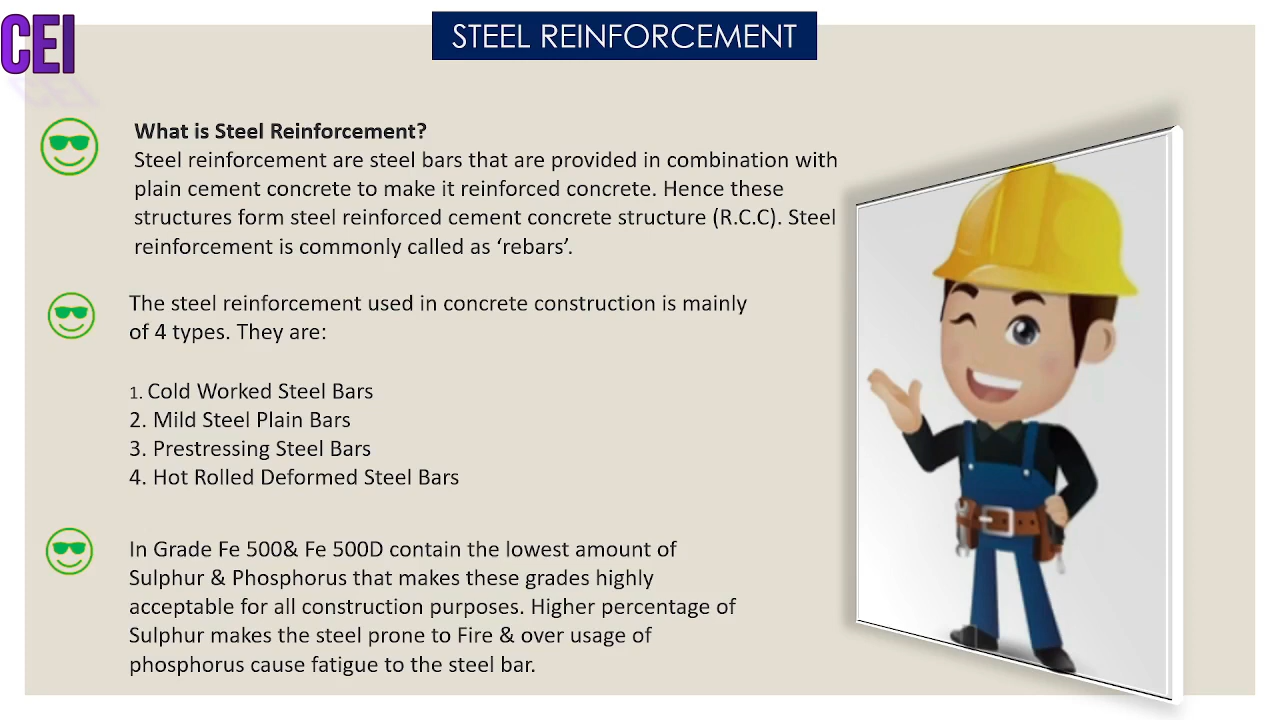 CEI
STEEL REINFORCEMENT
What is Steel Reinforcement?
Steel reinforcement are steel bars that are provided in combination with
plain cement concrete to make it reinforced concrete. Hence these
structures form steel reinforced cement concrete structure (R.C.C). Steel
reinforcement is commonly called as ‘rebars’.
The steel reinforcement used in concrete construction is mainly
of 4 types. They are:
1. Cold Worked Steel Bars
2. Mild Steel Plain Bars
3. Prestressing Steel Bars
4. Hot Rolled Deformed Steel Bars
In Grade Fe 500& Fe 500D contain the lowest amount of
Sulphur & Phosphorus that makes these grades highly
acceptable for all construction purposes. Higher percentage of
Sulphur makes the steel prone to Fire & over usage of
phosphorus cause fatigue to the steel bar.